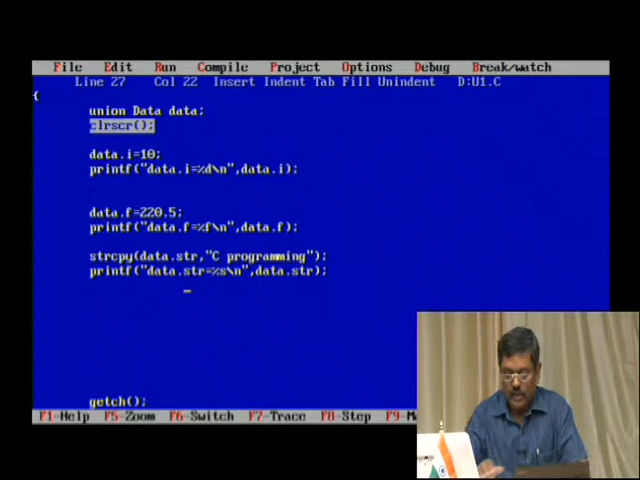 File Edit Run Compile Project Options Debug Break/watch
Line 27 Col 22 Insert Indent Tab Fill Unindent D:U1.C
{
union Data data;
clrscr();
data.i=10;
printf("data.i=%d\n",data.i);
data.f=220.5;
printf("data.f=%f\n",data.f);
strcpy(data.str,"C programming");
printf("data.str=%s\n",data.str);
getch();
F1-Help F5-Zoom F6-Switch F7-Trace F8-Step F9-M